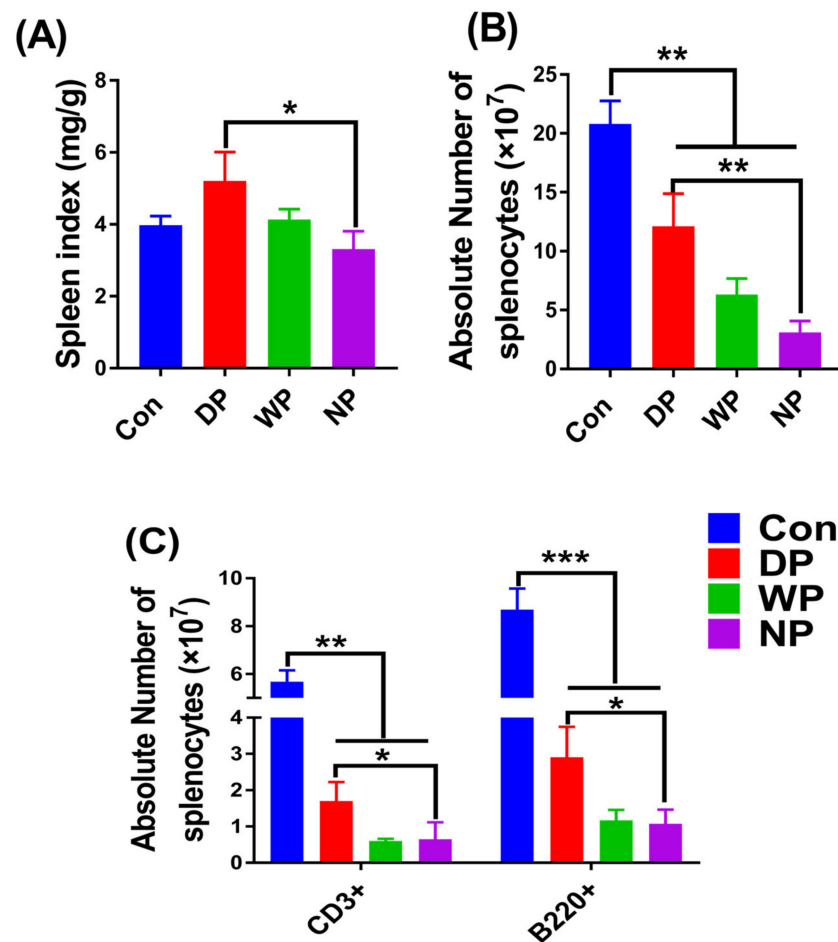 (A)
Spleen index (mg/g)
8
6
4
2
0
*
Con
DP
WP
NP
(B)
Absolute Number of
splenocytes (×10⁷)
25
20
15
10
5
0
**
**
Con
DP
WP
NP
(C)
Absolute Number of
splenocytes (×10⁷)
10
8
6
4
3
2
1
0
**
*
***
*
CD3+
B220+
Con
DP
WP
NP